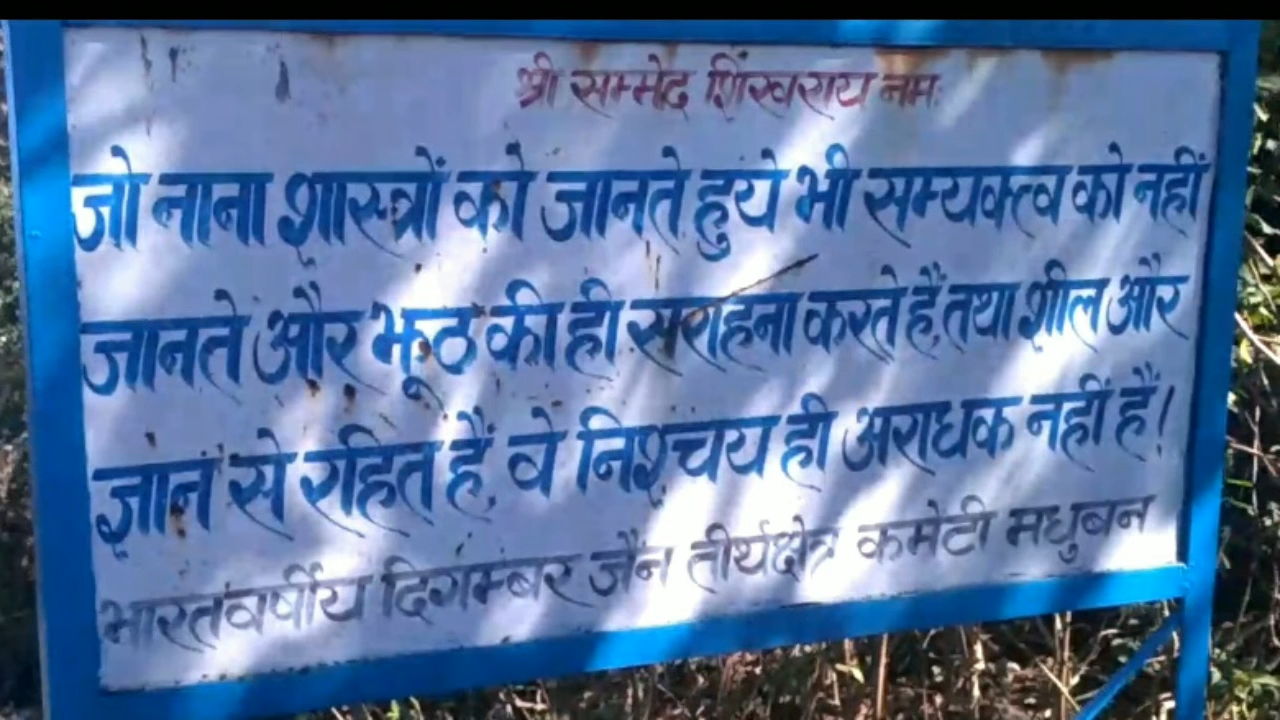 श्री सम्मेद शिखराय नमः
जो नाना शास्त्रों को जानते हुये भी सम्यक्त्व को नहीं
जानते और झूठ की ही सराहना करते हैं, तथा शील और
ज्ञान से रहित हैं, वे निश्चय ही अराधक नहीं हैं!
भारतवर्षीय दिगम्बर जैन तीर्थक्षेत्र कमेटी मधुबन